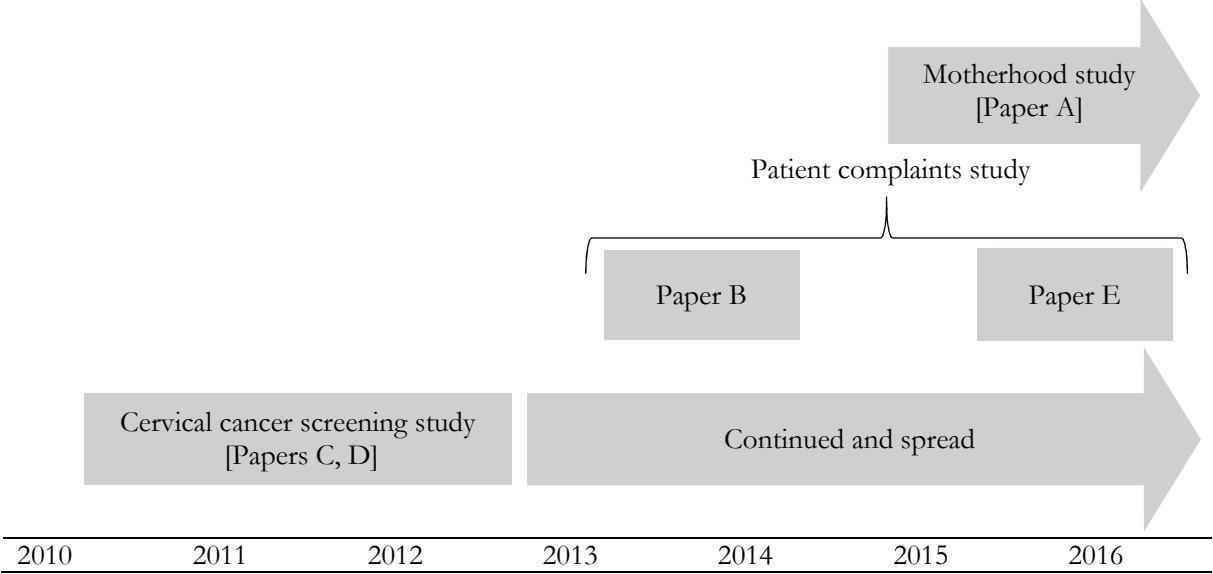 Motherhood study
[Paper A]
Patient complaints study
Paper B
Paper E
Cervical cancer screening study
[Papers C, D]
Continued and spread
2010 2011 2012 2013 2014 2015 2016